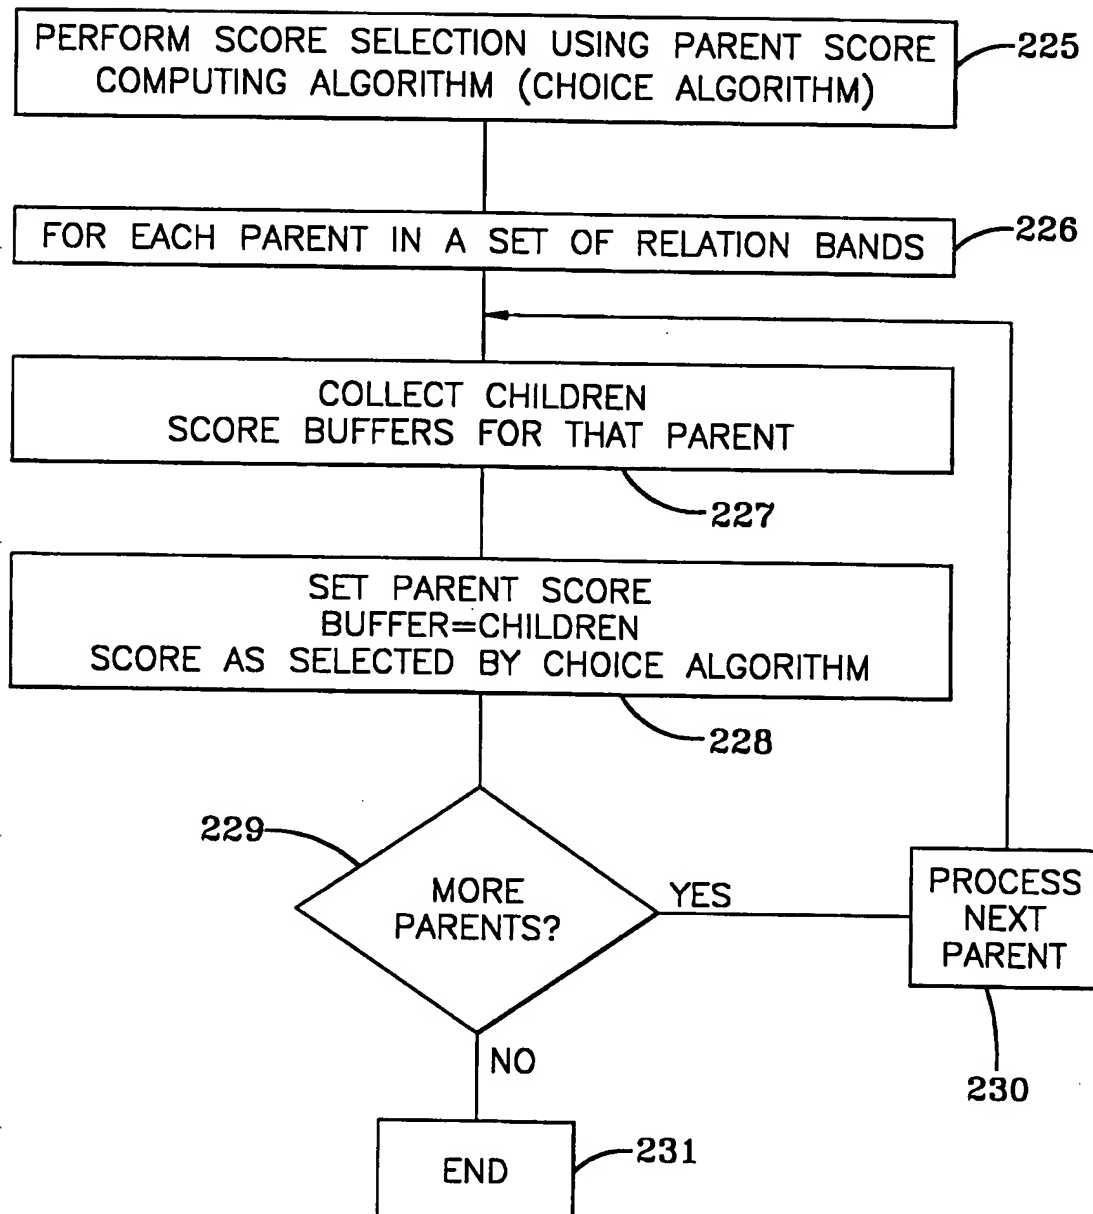 PERFORM SCORE SELECTION USING PARENT SCORE
COMPUTING ALGORITHM (CHOICE ALGORITHM)
225
FOR EACH PARENT IN A SET OF RELATION BANDS
226
COLLECT CHILDREN
SCORE BUFFERS FOR THAT PARENT
227
SET PARENT SCORE
BUFFER=CHILDREN
SCORE AS SELECTED BY CHOICE ALGORITHM
228
229
MORE
PARENTS?
YES
PROCESS
NEXT
PARENT
230
NO
END
231